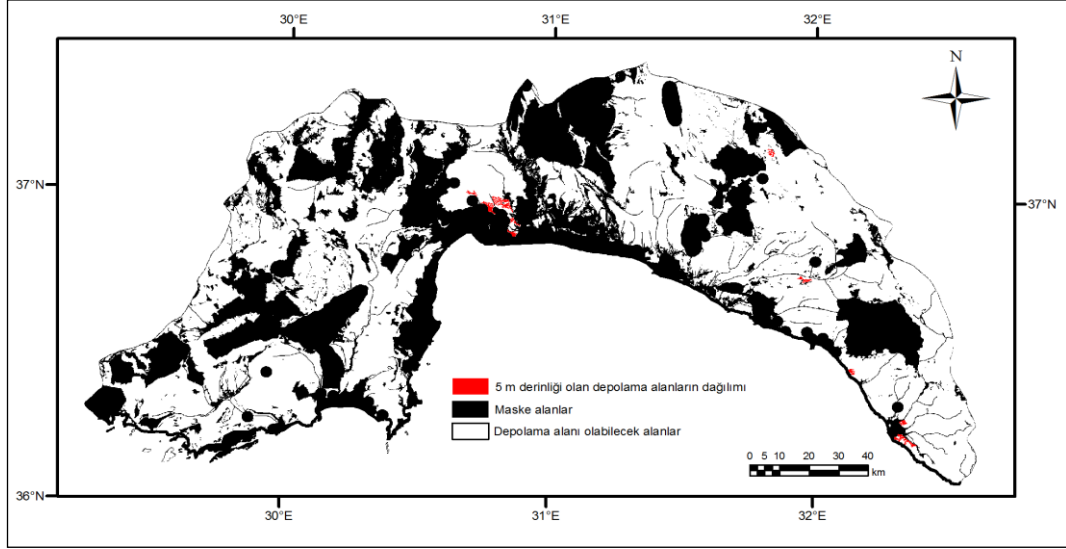 30°E
31°E
32°E
N
37°N
37°N
5 m derinliği olan depolama alanların dağılımı
Maske alanlar
Depolama alanı olabilecek alanlar
0 5 10 20 30 40
km
36°N
30°E
31°E
32°E